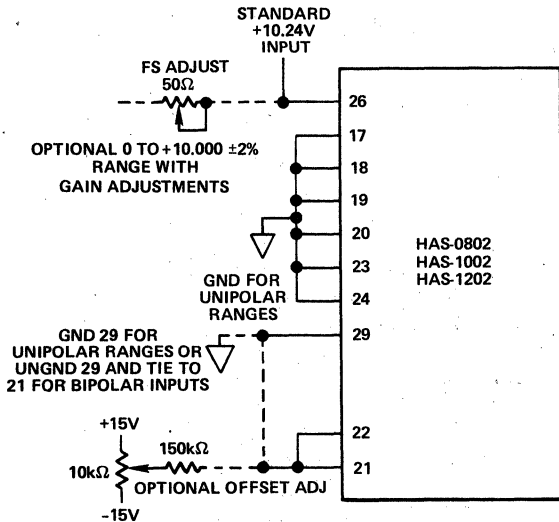 STANDARD
+10.24V
INPUT
FS ADJUST
50Ω
26
OPTIONAL 0 TO +10.000 ±2%
RANGE WITH
GAIN ADJUSTMENTS
17
18
19
20
23
24
HAS-0802
HAS-1002
HAS-1202
GND FOR
UNIPOLAR
RANGES
29
GND 29 FOR
UNIPOLAR RANGES OR
UNGND 29 AND TIE TO
21 FOR BIPOLAR INPUTS
22
+15V
150kΩ
10kΩ
21
OPTIONAL OFFSET ADJ
-15V